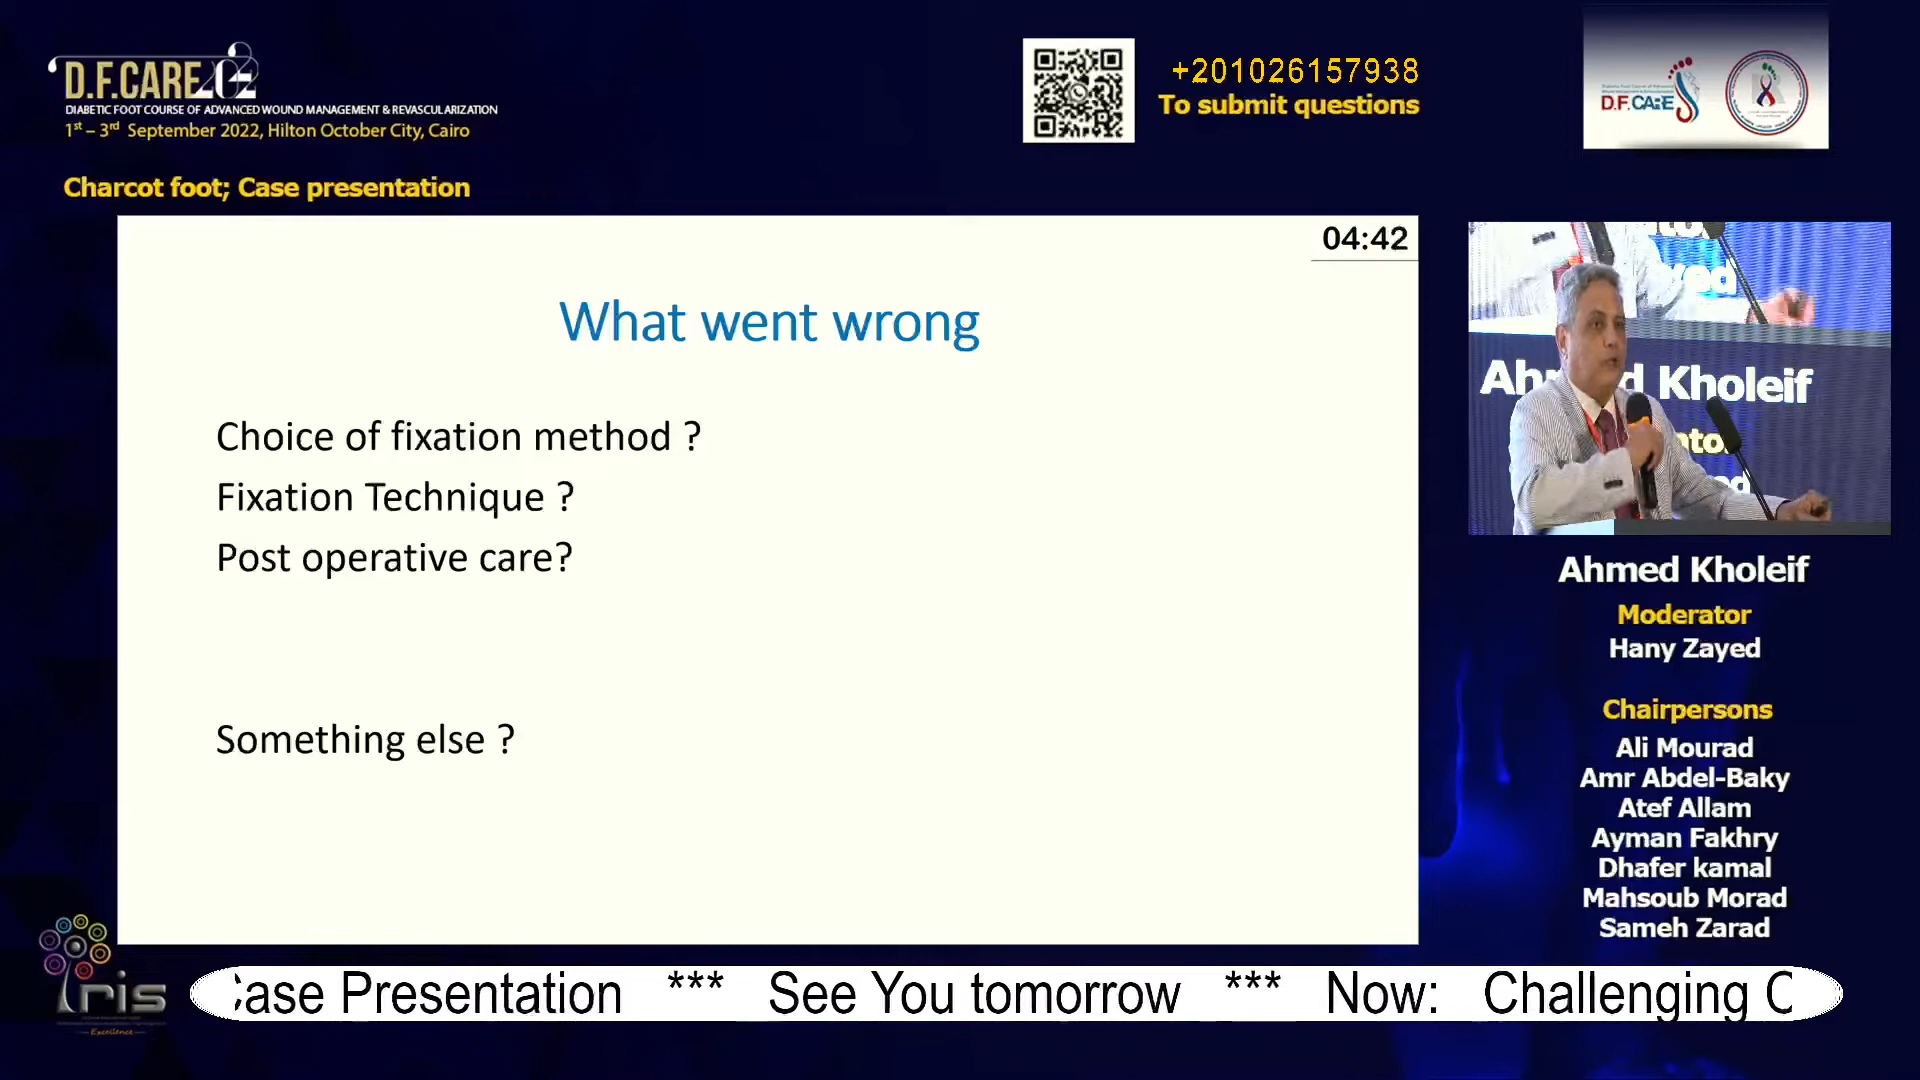 D.F.CARE
DIABETIC FOOT COURSE OF ADVANCED WOUND MANAGEMENT & REVASCULARIZATION
1st – 3rd September 2022, Hilton October City, Cairo
+201026157938
To submit questions
D.F.CARE
Charcot foot; Case presentation
04:42
What went wrong
Choice of fixation method ?
Fixation Technique ?
Post operative care?
Something else ?
Kholeif
Ahmed Kholeif
Moderator
Hany Zayed
Chairpersons
Ali Mourad
Amr Abdel-Baky
Atef Allam
Ayman Fakhry
Dhafer kamal
Mahsoub Morad
Sameh Zarad
iris
Excellence
ase Presentation *** See You tomorrow *** Now: Challenging C